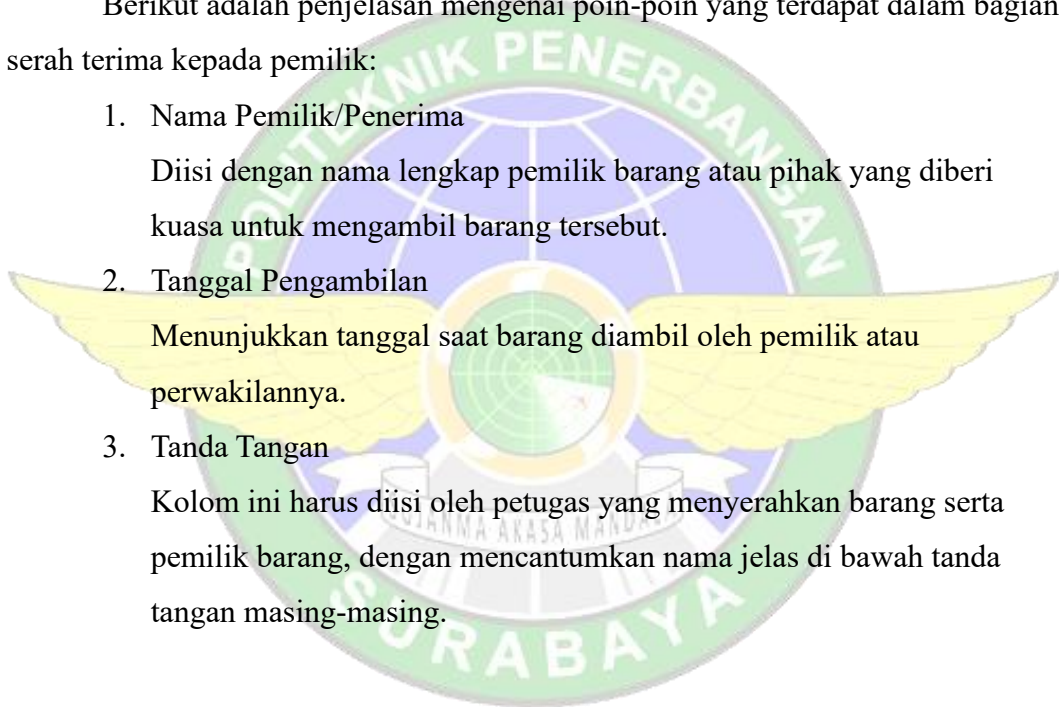 Berikut adalah penjelasan mengenai poin-poin yang terdapat dalam bagian
serah terima kepada pemilik:
1. Nama Pemilik/Penerima
Diisi dengan nama lengkap pemilik barang atau pihak yang diberi
kuasa untuk mengambil barang tersebut.
2. Tanggal Pengambilan
Menunjukkan tanggal saat barang diambil oleh pemilik atau
perwakilannya.
3. Tanda Tangan
Kolom ini harus diisi oleh petugas yang menyerahkan barang serta
pemilik barang, dengan mencantumkan nama jelas di bawah tanda
tangan masing-masing.
POLITEKNIK PENERBANGAN
SURABAYA